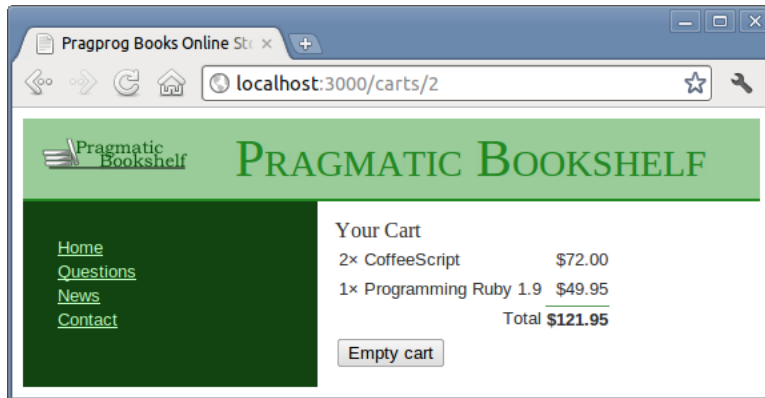 Pragprog Books Online Sto
localhost:3000/carts/2
Pragmatic
Bookshelf
PRAGMATIC BOOKSHELF
Home
Questions
News
Contact
Your Cart
2× CoffeeScript $72.00
1× Programming Ruby 1.9 $49.95
Total $121.95
Empty cart